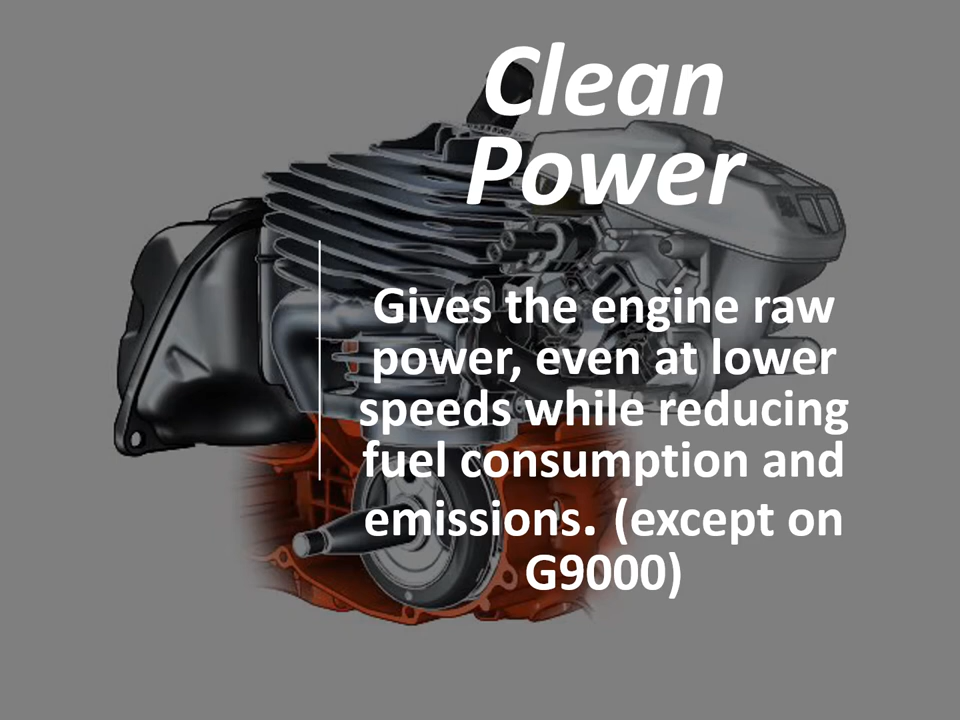 Clean
Power
Gives the engine raw
power, even at lower
speeds while reducing
fuel consumption and
emissions. (except on
G9000)